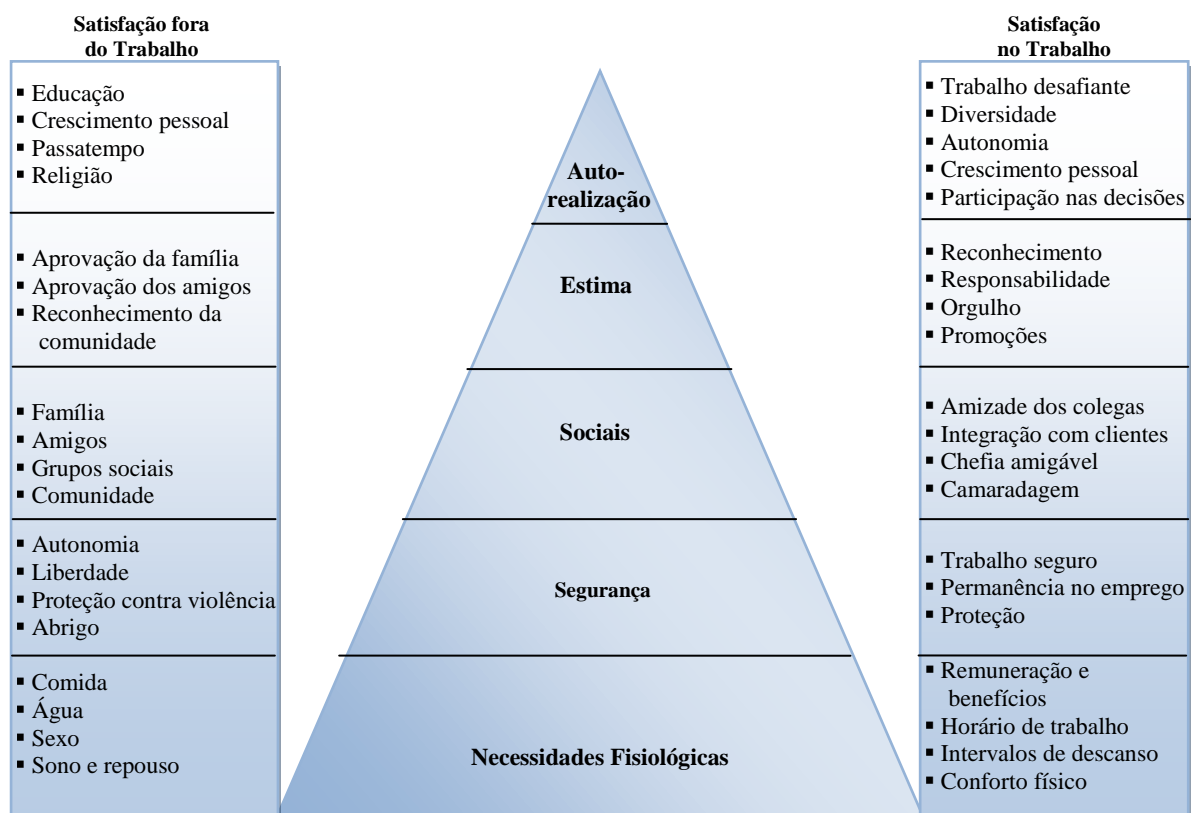 Satisfação fora
do Trabalho
▪ Educação
▪ Crescimento pessoal
▪ Passatempo
▪ Religião
▪ Aprovação da família
▪ Aprovação dos amigos
▪ Reconhecimento da
comunidade
▪ Família
▪ Amigos
▪ Grupos sociais
▪ Comunidade
▪ Autonomia
▪ Liberdade
▪ Proteção contra violência
▪ Abrigo
▪ Comida
▪ Água
▪ Sexo
▪ Sono e repouso
Auto-
realização
Estima
Sociais
Segurança
Necessidades Fisiológicas
Satisfação
no Trabalho
▪ Trabalho desafiante
▪ Diversidade
▪ Autonomia
▪ Crescimento pessoal
▪ Participação nas decisões
▪ Reconhecimento
▪ Responsabilidade
▪ Orgulho
▪ Promoções
▪ Amizade dos colegas
▪ Integração com clientes
▪ Chefia amigável
▪ Camaradagem
▪ Trabalho seguro
▪ Permanência no emprego
▪ Proteção
▪ Remuneração e
benefícios
▪ Horário de trabalho
▪ Intervalos de descanso
▪ Conforto físico